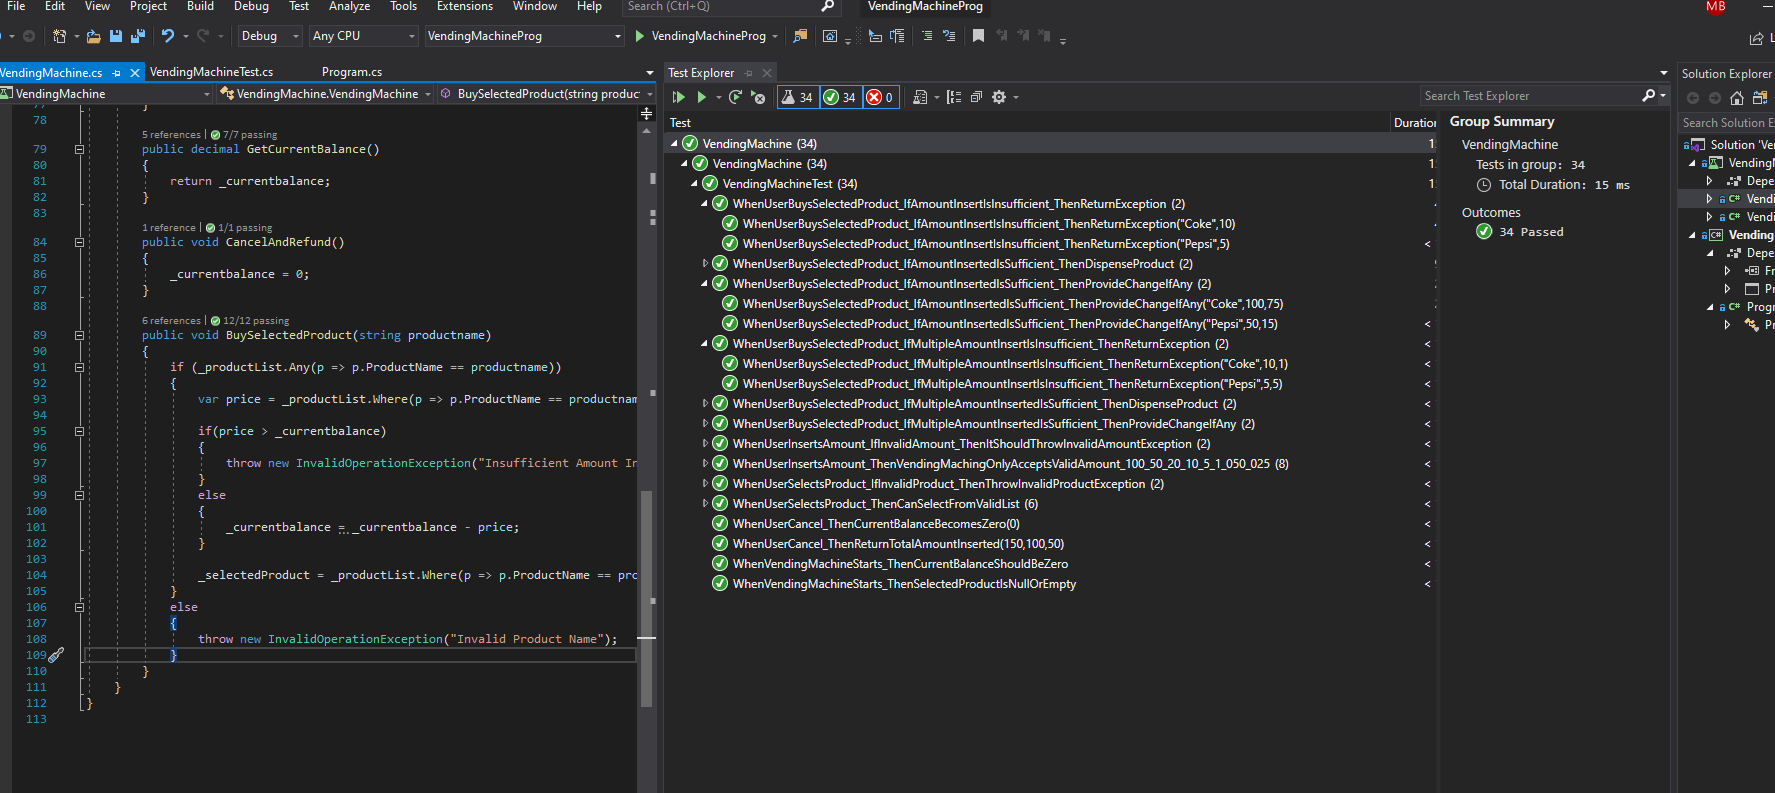 File Edit View Project Build Debug Test Analyze Tools Extensions Window Help Search (Ctrl+Q) VendingMachineProg MB
Debug Any CPU VendingMachineProg VendingMachineProg
VendingMachine.cs VendingMachineTest.cs Program.cs
VendingMachine VendingMachine.VendingMachine BuySelectedProduct(string produc
78
5 references | 7/7 passing
79 public decimal GetCurrentBalance()
80 {
81 return _currentbalance;
82 }
83
1 reference | 1/1 passing
84 public void CancelAndRefund()
85 {
86 _currentbalance = 0;
87 }
88
6 references | 12/12 passing
89 public void BuySelectedProduct(string productname)
90 {
91 if (_productList.Any(p => p.ProductName == productname))
92 {
93 var price = _productList.Where(p => p.ProductName == productnam
94
95 if(price > _currentbalance)
96 {
97 throw new InvalidOperationException("Insufficient Amount In
98 }
99 else
100 {
101 _currentbalance = _currentbalance - price;
102 }
103
104 _selectedProduct = _productList.Where(p => p.ProductName == pro
105 }
106 else
107 {
108 throw new InvalidOperationException("Invalid Product Name");
109 }
110 }
111 }
112 }
113
Test Explorer
34 34 0
Search Test Explorer
Test Duration
VendingMachine (34)
VendingMachine (34)
VendingMachineTest (34)
WhenUserBuysSelectedProduct_IfAmountInsertIsInsufficient_ThenReturnException (2)
WhenUserBuysSelectedProduct_IfAmountInsertIsInsufficient_ThenReturnException("Coke",10)
WhenUserBuysSelectedProduct_IfAmountInsertIsInsufficient_ThenReturnException("Pepsi",5) <
WhenUserBuysSelectedProduct_IfAmountInsertedIsSufficient_ThenDispenseProduct (2)
WhenUserBuysSelectedProduct_IfAmountInsertedIsSufficient_ThenProvideChangeIfAny (2)
WhenUserBuysSelectedProduct_IfAmountInsertedIsSufficient_ThenProvideChangeIfAny("Coke",100,75)
WhenUserBuysSelectedProduct_IfAmountInsertedIsSufficient_ThenProvideChangeIfAny("Pepsi",50,15) <
WhenUserBuysSelectedProduct_IfMultipleAmountInsertIsInsufficient_ThenReturnException (2) <
WhenUserBuysSelectedProduct_IfMultipleAmountInsertIsInsufficient_ThenReturnException("Coke",10,1) <
WhenUserBuysSelectedProduct_IfMultipleAmountInsertIsInsufficient_ThenReturnException("Pepsi",5,5) <
WhenUserBuysSelectedProduct_IfMultipleAmountInsertedIsSufficient_ThenDispenseProduct (2) <
WhenUserBuysSelectedProduct_IfMultipleAmountInsertedIsSufficient_ThenProvideChangeIfAny (2) <
WhenUserInsertsAmount_IfInvalidAmount_ThenItShouldThrowInvalidAmountException (2) <
WhenUserInsertsAmount_ThenVendingMachingOnlyAcceptsValidAmount_100_50_20_10_5_1_050_025 (8) <
WhenUserSelectsProduct_IfInvalidProduct_ThenThrowInvalidProductException (2) <
WhenUserSelectsProduct_ThenCanSelectFromValidList (6) <
WhenUserCancel_ThenCurrentBalanceBecomesZero(0) <
WhenUserCancel_ThenReturnTotalAmountInserted(150,100,50) <
WhenVendingMachineStarts_ThenCurrentBalanceShouldBeZero <
WhenVendingMachineStarts_ThenSelectedProductIsNullOrEmpty <
Group Summary
VendingMachine
Tests in group: 34
Total Duration: 15 ms
Outcomes
34 Passed
Solution Explorer
Search Solution E
Solution 'Ve
Vending
Depe
C# Vendi
C# Vendi
C# Vending
Depe
Fr
C# Progr